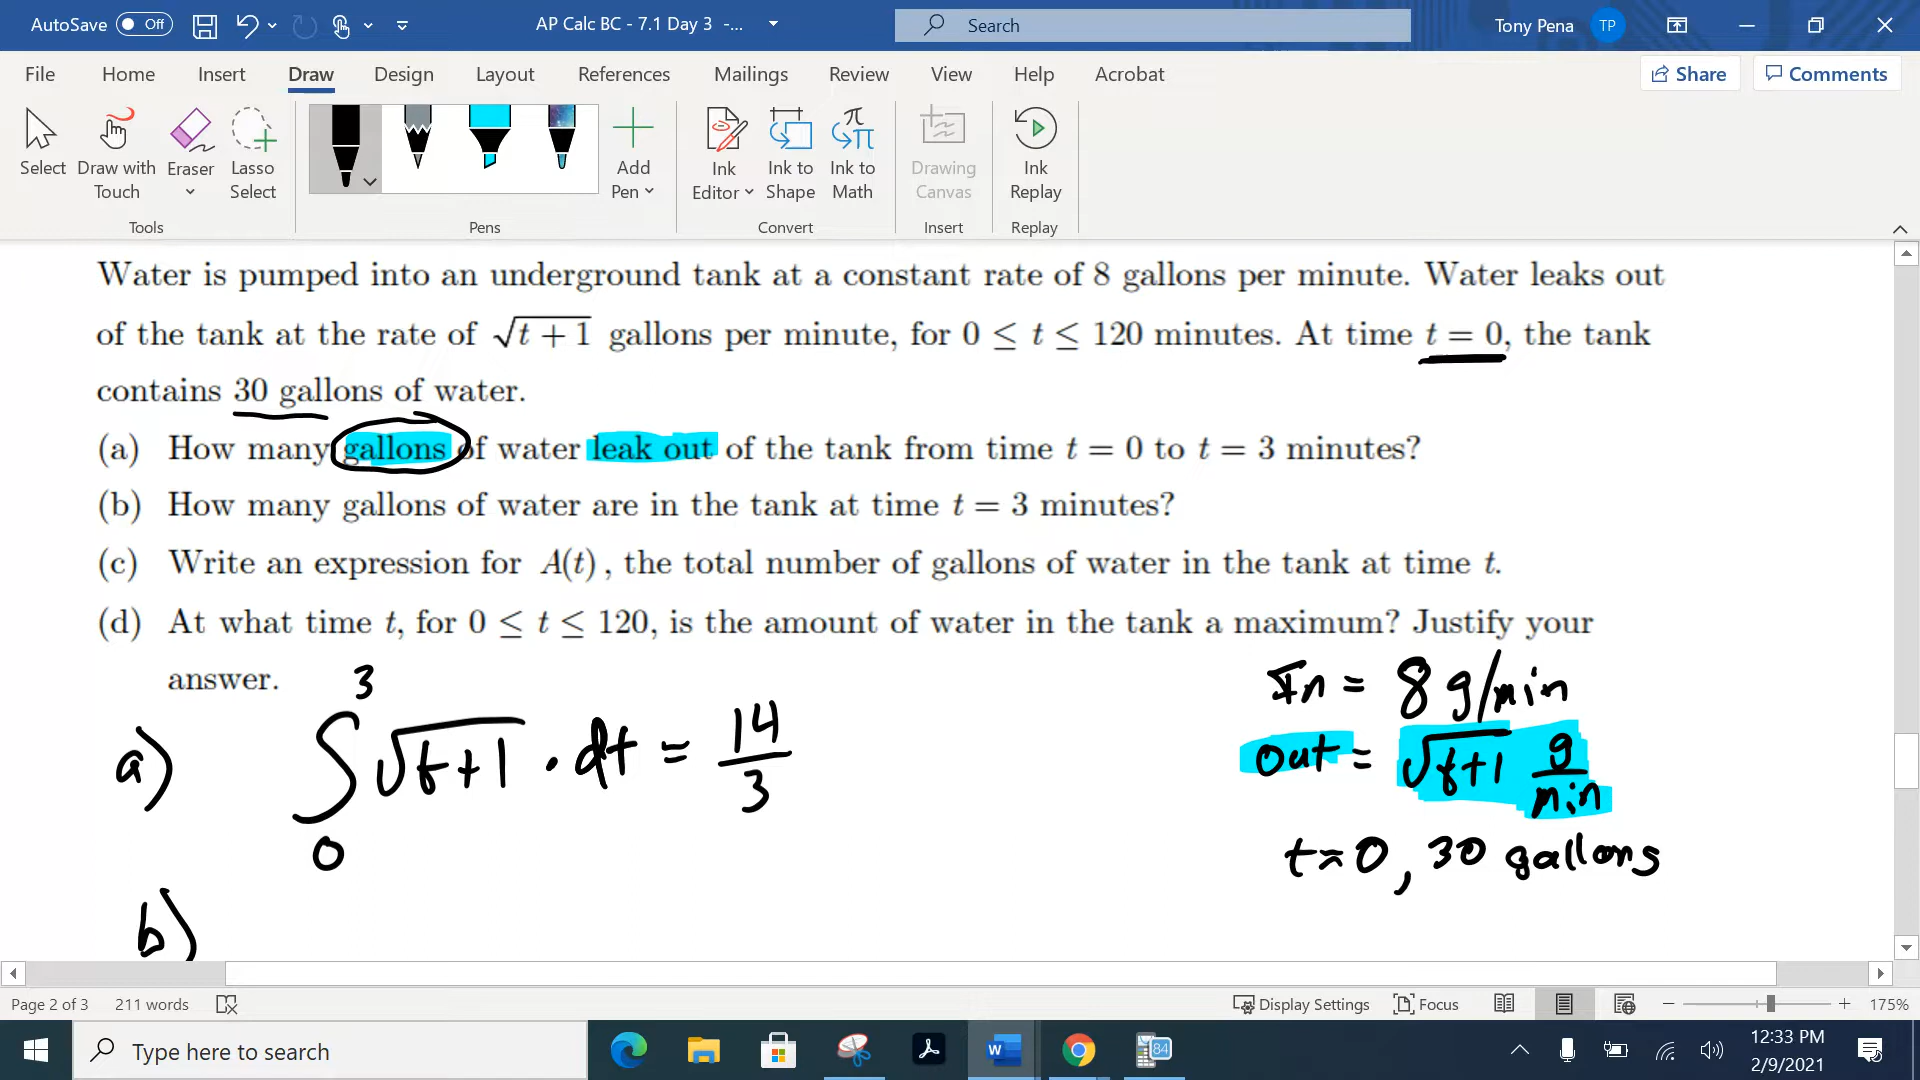 AutoSave Off AP Calc BC - 7.1 Day 3 -... Search Tony Pena TP
File Home Insert Draw Design Layout References Mailings Review View Help Acrobat Share Comments
Select Draw with Touch Eraser Lasso Select Add Pen Ink Editor Ink to Shape Ink to Math Drawing Canvas Ink Replay
Tools Pens Convert Insert Replay
Water is pumped into an underground tank at a constant rate of 8 gallons per minute. Water leaks out
of the tank at the rate of √t + 1 gallons per minute, for 0 ≤ t ≤ 120 minutes. At time t = 0, the tank
contains 30 gallons of water.
(a) How many gallons of water leak out of the tank from time t = 0 to t = 3 minutes?
(b) How many gallons of water are in the tank at time t = 3 minutes?
(c) Write an expression for A(t), the total number of gallons of water in the tank at time t.
(d) At what time t, for 0 ≤ t ≤ 120, is the amount of water in the tank a maximum? Justify your
answer.
In = 8 g/min
a) ∫₀³ √t+1 · dt = 14/3
out = √t+1 g/min
t=0, 30 gallons
b)
Page 2 of 3 211 words Display Settings Focus 175%
Type here to search 84 12:33 PM
2/9/2021